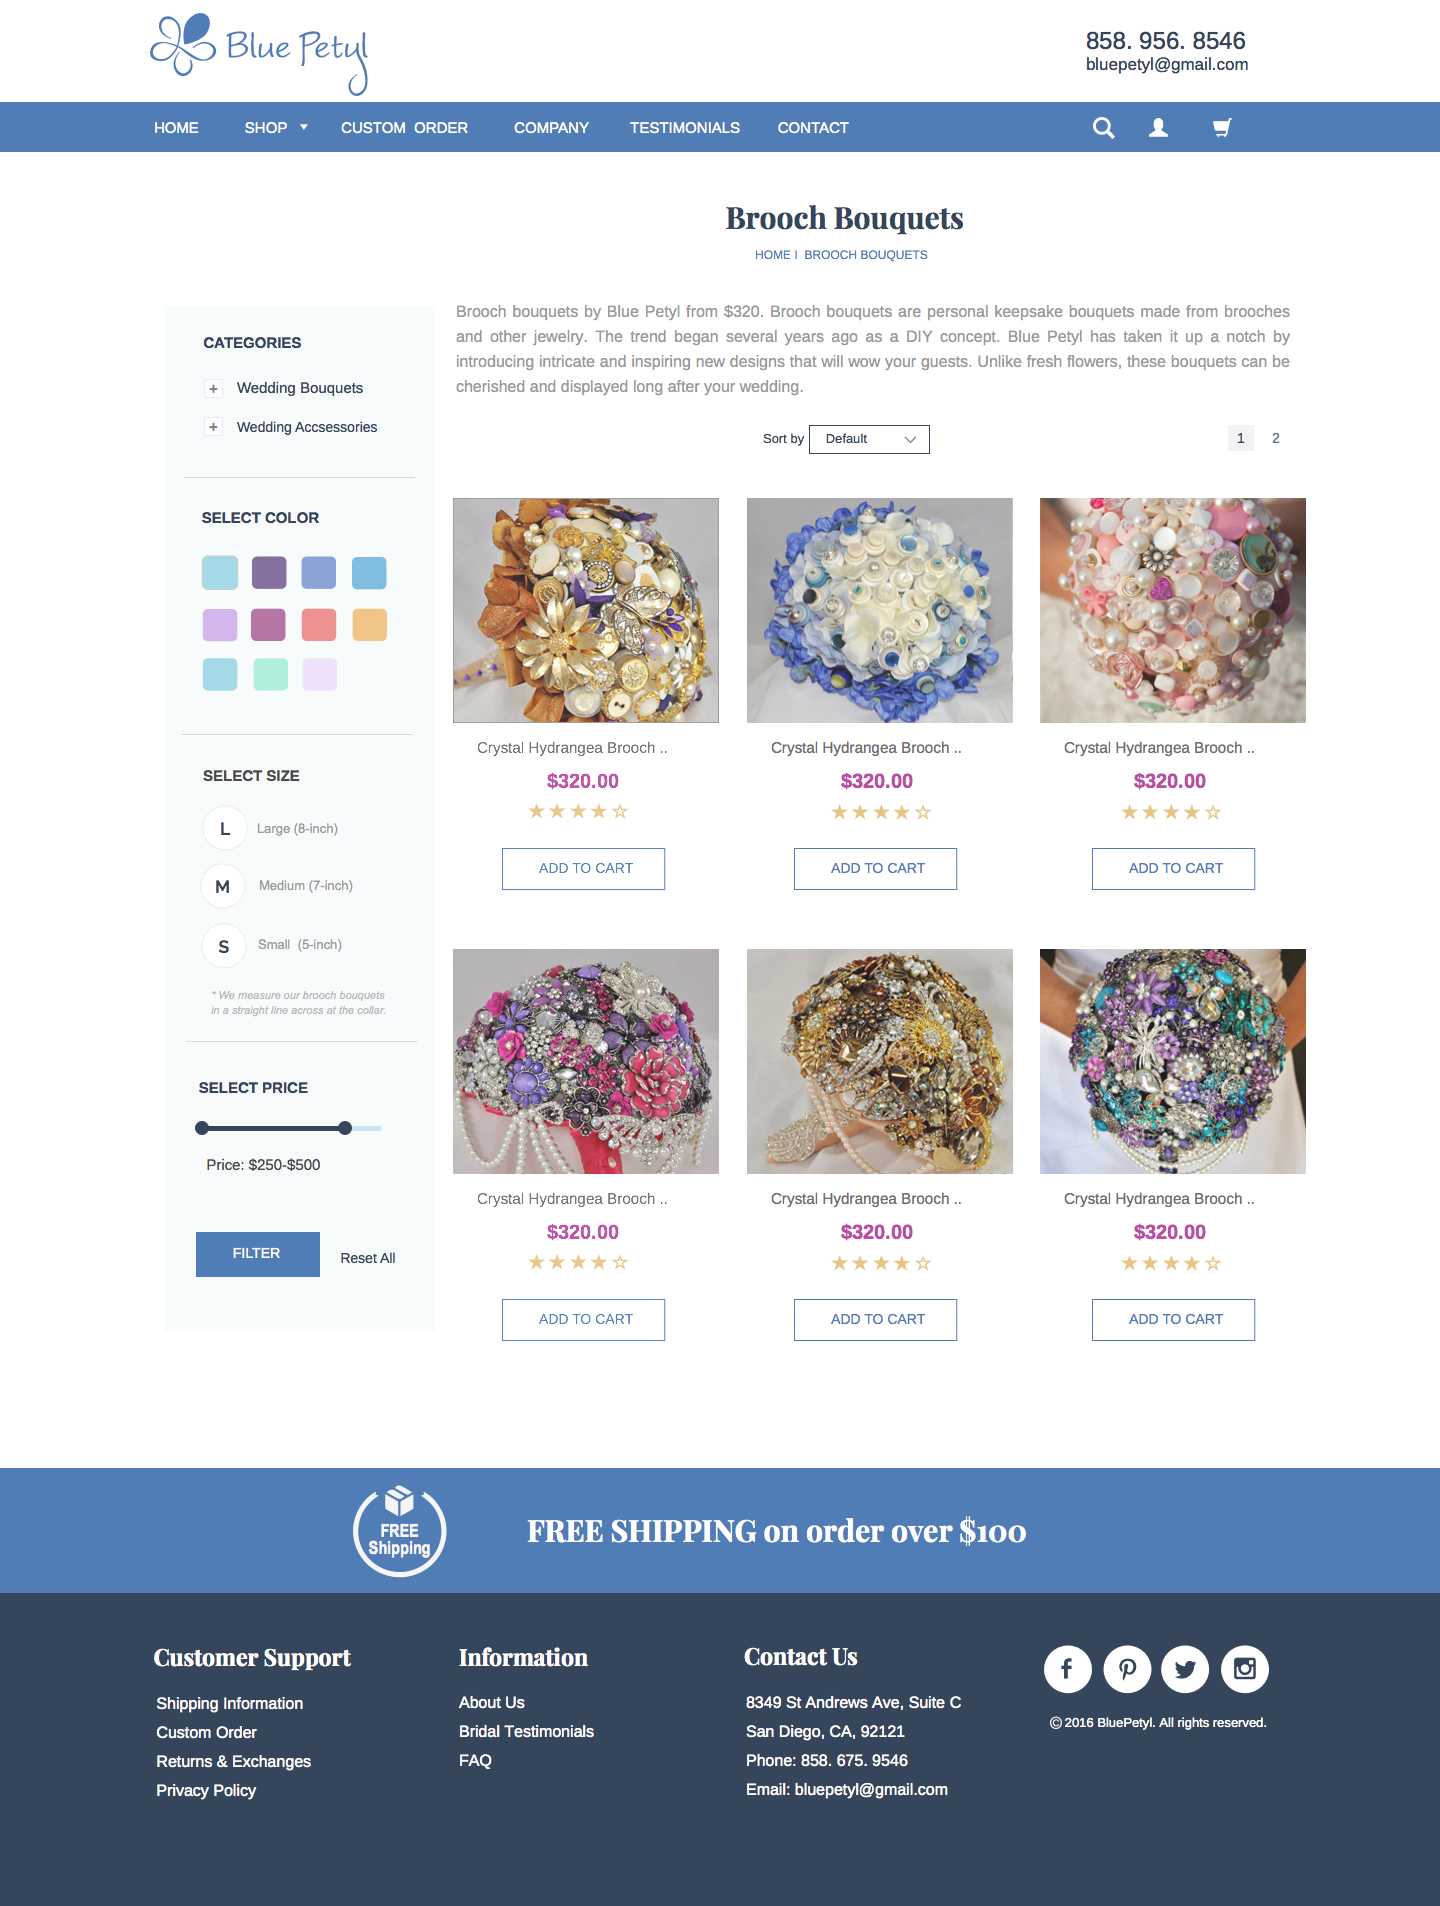 Blue Petyl
858. 956. 8546
bluepetyl@gmail.com
HOME SHOP CUSTOM ORDER COMPANY TESTIMONIALS CONTACT
Brooch Bouquets
HOME I BROOCH BOUQUETS
CATEGORIES
+ Wedding Bouquets
+ Wedding Accsessories
SELECT COLOR
SELECT SIZE
L Large (8-inch)
M Medium (7-inch)
S Small (5-inch)
* We measure our brooch bouquets
in a straight line across at the collar.
SELECT PRICE
Price: $250-$500
FILTER Reset All
Brooch bouquets by Blue Petyl from $320. Brooch bouquets are personal keepsake bouquets made from brooches
and other jewelry. The trend began several years ago as a DIY concept. Blue Petyl has taken it up a notch by
introducing intricate and inspiring new designs that will wow your guests. Unlike fresh flowers, these bouquets can be
cherished and displayed long after your wedding.
Sort by Default 1 2
Crystal Hydrangea Brooch .. Crystal Hydrangea Brooch .. Crystal Hydrangea Brooch ..
$320.00 $320.00 $320.00
ADD TO CART ADD TO CART ADD TO CART
Crystal Hydrangea Brooch .. Crystal Hydrangea Brooch .. Crystal Hydrangea Brooch ..
$320.00 $320.00 $320.00
ADD TO CART ADD TO CART ADD TO CART
FREE
Shipping
FREE SHIPPING on order over $100
Customer Support
Shipping Information
Custom Order
Returns & Exchanges
Privacy Policy
Information
About Us
Bridal Testimonials
FAQ
Contact Us
8349 St Andrews Ave, Suite C
San Diego, CA, 92121
Phone: 858. 675. 9546
Email: bluepetyl@gmail.com
© 2016 BluePetyl. All rights reserved.